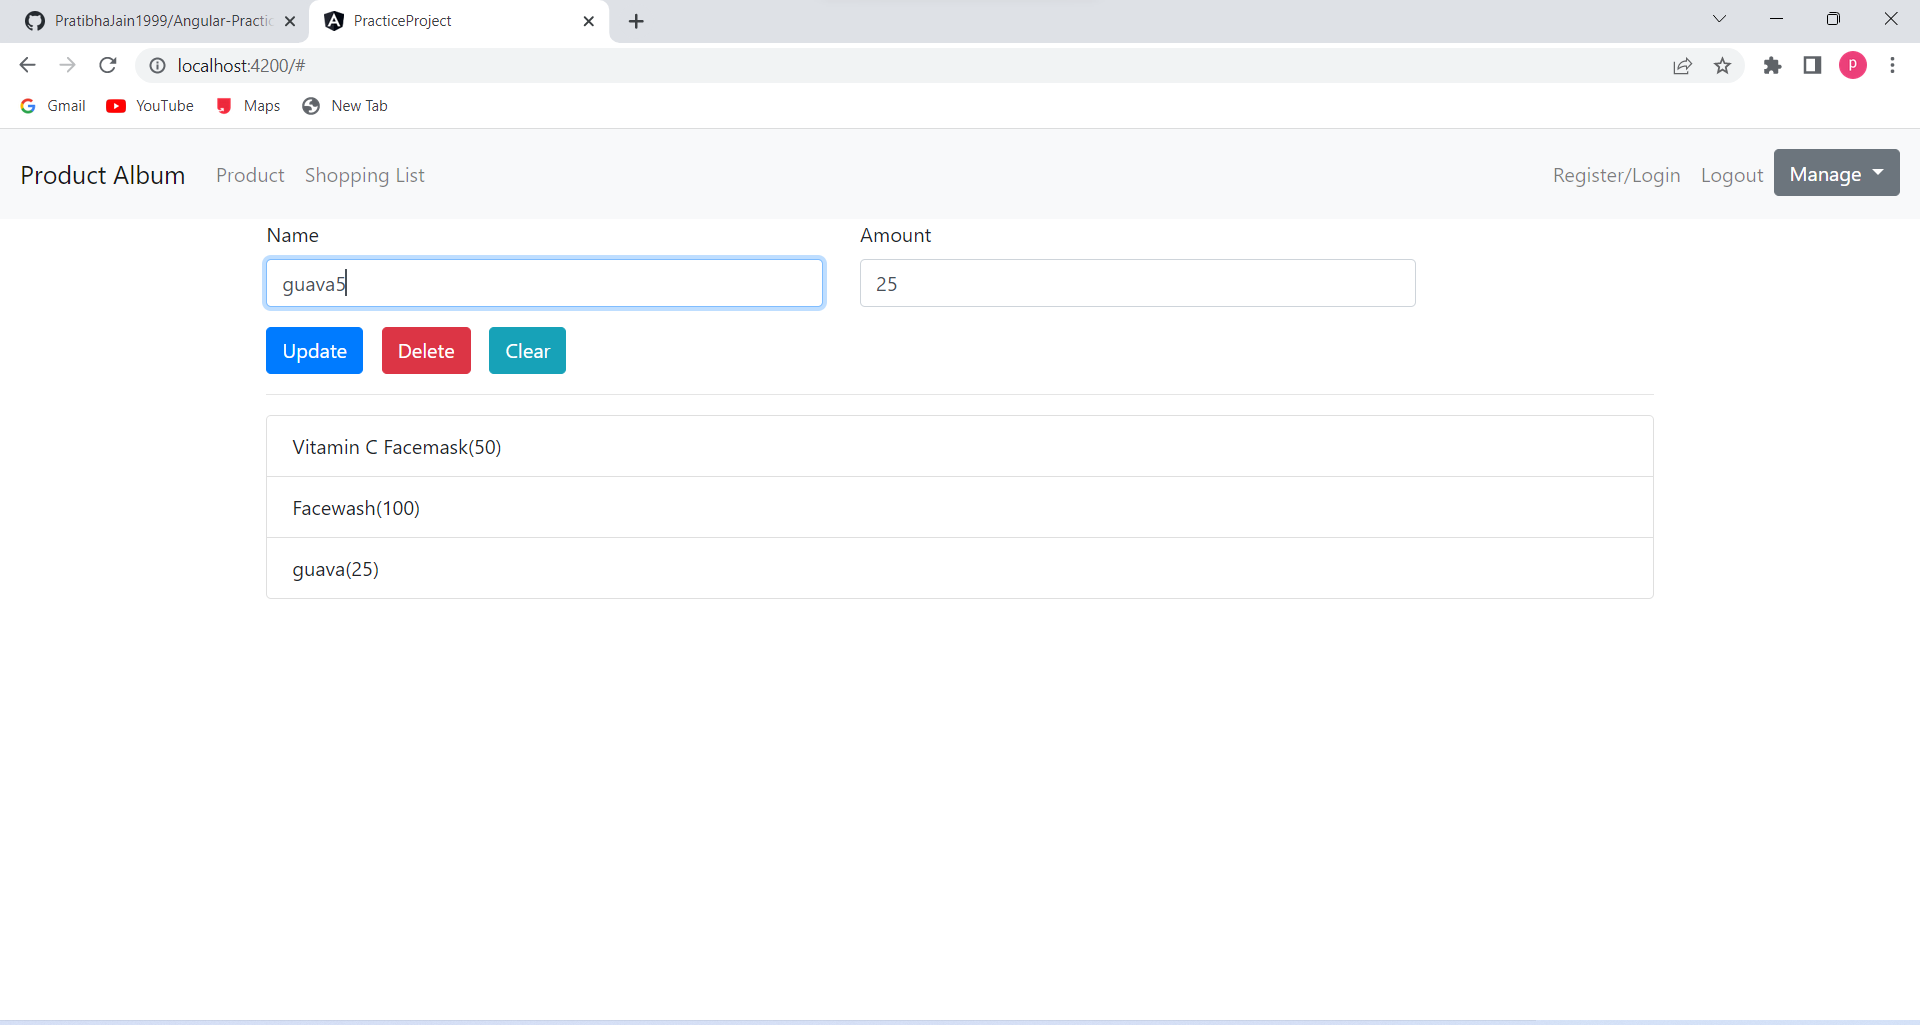 PratibhaJain1999/Angular-Practic
PracticeProject
localhost:4200/#
P
Gmail
YouTube
Maps
New Tab
Product Album
Product
Shopping List
Register/Login
Logout
Manage
Name
Amount
guava5
25
Update
Delete
Clear
Vitamin C Facemask(50)
Facewash(100)
guava(25)